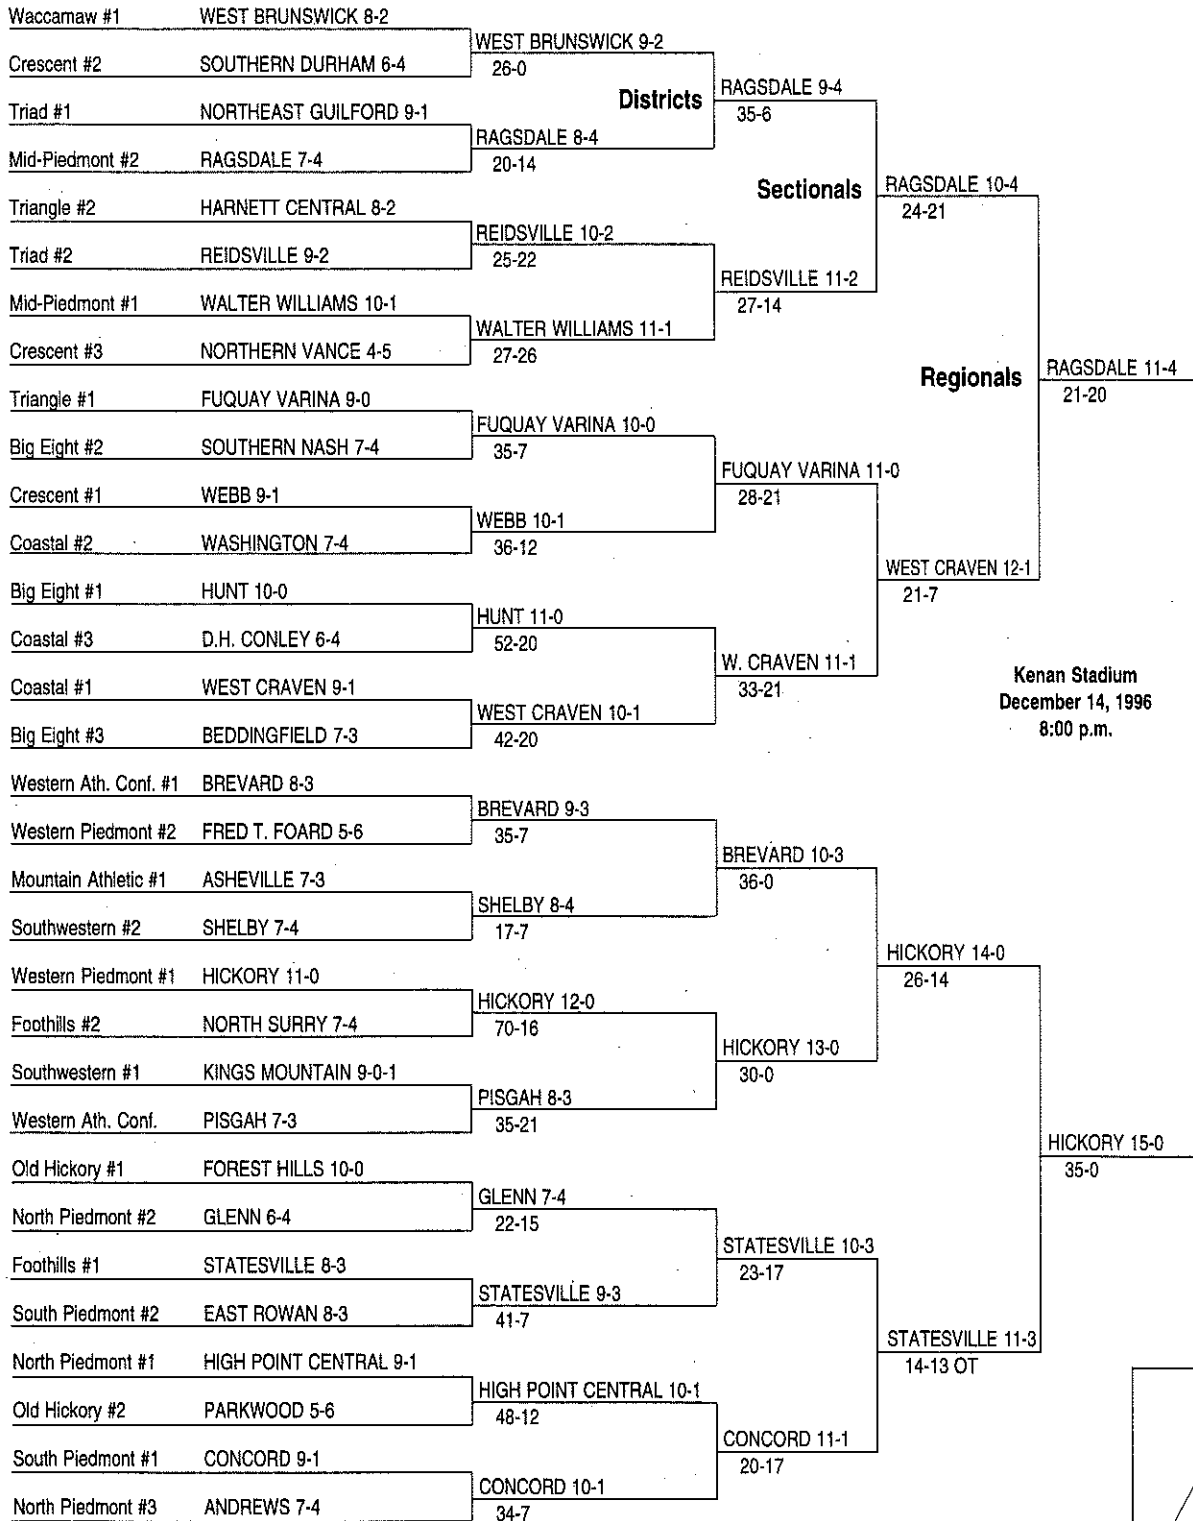 Waccamaw #1 WEST BRUNSWICK 8-2
WEST BRUNSWICK 9-2
Crescent #2 SOUTHERN DURHAM 6-4
26-0
Districts
RAGSDALE 9-4
35-6
Triad #1 NORTHEAST GUILFORD 9-1
RAGSDALE 8-4
Mid-Piedmont #2 RAGSDALE 7-4
20-14
Sectionals
RAGSDALE 10-4
24-21
Triangle #2 HARNETT CENTRAL 8-2
REIDSVILLE 10-2
Triad #2 REIDSVILLE 9-2
25-22
REIDSVILLE 11-2
27-14
Mid-Piedmont #1 WALTER WILLIAMS 10-1
WALTER WILLIAMS 11-1
Crescent #3 NORTHERN VANCE 4-5
27-26
Regionals
RAGSDALE 11-4
21-20
Triangle #1 FUQUAY VARINA 9-0
FUQUAY VARINA 10-0
Big Eight #2 SOUTHERN NASH 7-4
35-7
FUQUAY VARINA 11-0
28-21
Crescent #1 WEBB 9-1
WEBB 10-1
Coastal #2 WASHINGTON 7-4
36-12
WEST CRAVEN 12-1
21-7
Big Eight #1 HUNT 10-0
HUNT 11-0
Coastal #3 D.H. CONLEY 6-4
52-20
W. CRAVEN 11-1
33-21
Coastal #1 WEST CRAVEN 9-1
WEST CRAVEN 10-1
Big Eight #3 BEDDINGFIELD 7-3
42-20
Kenan Stadium
December 14, 1996
8:00 p.m.
Western Ath. Conf. #1 BREVARD 8-3
BREVARD 9-3
Western Piedmont #2 FRED T. FOARD 5-6
35-7
BREVARD 10-3
36-0
Mountain Athletic #1 ASHEVILLE 7-3
SHELBY 8-4
Southwestern #2 SHELBY 7-4
17-7
HICKORY 14-0
26-14
Western Piedmont #1 HICKORY 11-0
HICKORY 12-0
Foothills #2 NORTH SURRY 7-4
70-16
HICKORY 13-0
30-0
Southwestern #1 KINGS MOUNTAIN 9-0-1
PISGAH 8-3
Western Ath. Conf. PISGAH 7-3
35-21
HICKORY 15-0
35-0
Old Hickory #1 FOREST HILLS 10-0
GLENN 7-4
North Piedmont #2 GLENN 6-4
22-15
STATESVILLE 10-3
23-17
Foothills #1 STATESVILLE 8-3
STATESVILLE 9-3
South Piedmont #2 EAST ROWAN 8-3
41-7
STATESVILLE 11-3
14-13 OT
North Piedmont #1 HIGH POINT CENTRAL 9-1
HIGH POINT CENTRAL 10-1
Old Hickory #2 PARKWOOD 5-6
48-12
CONCORD 11-1
20-17
South Piedmont #1 CONCORD 9-1
CONCORD 10-1
North Piedmont #3 ANDREWS 7-4
34-7